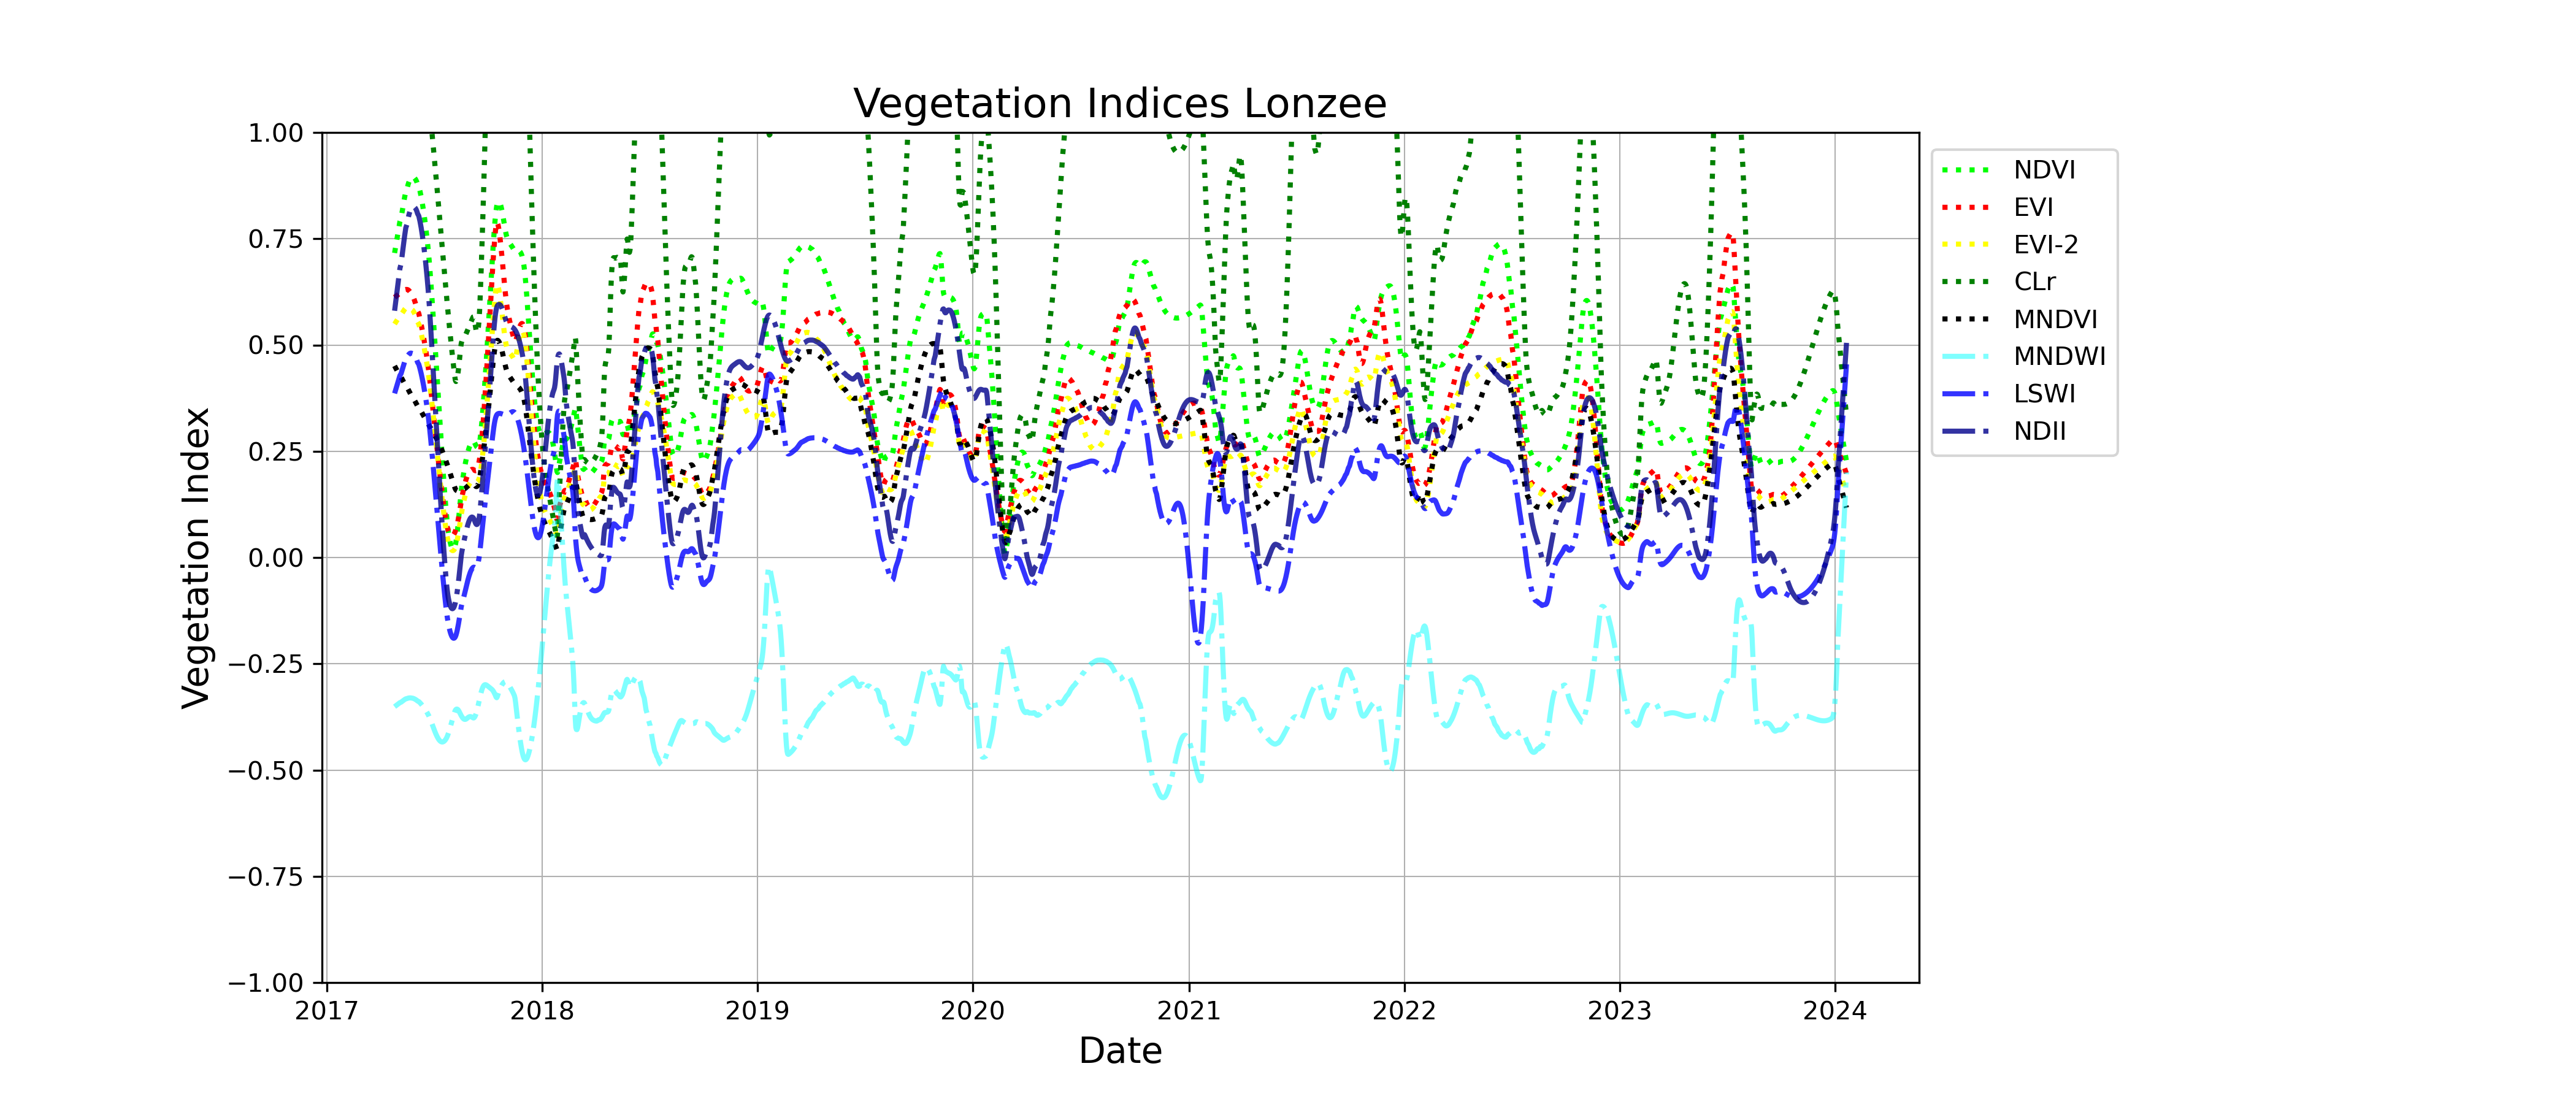 Vegetation Indices Lonzee
1.00
0.75
0.50
0.25
0.00
−0.25
−0.50
−0.75
−1.00
Vegetation Index
2017 2018 2019 2020 2021 2022 2023 2024
Date
NDVI
EVI
EVI-2
CLr
MNDVI
MNDWI
LSWI
NDII